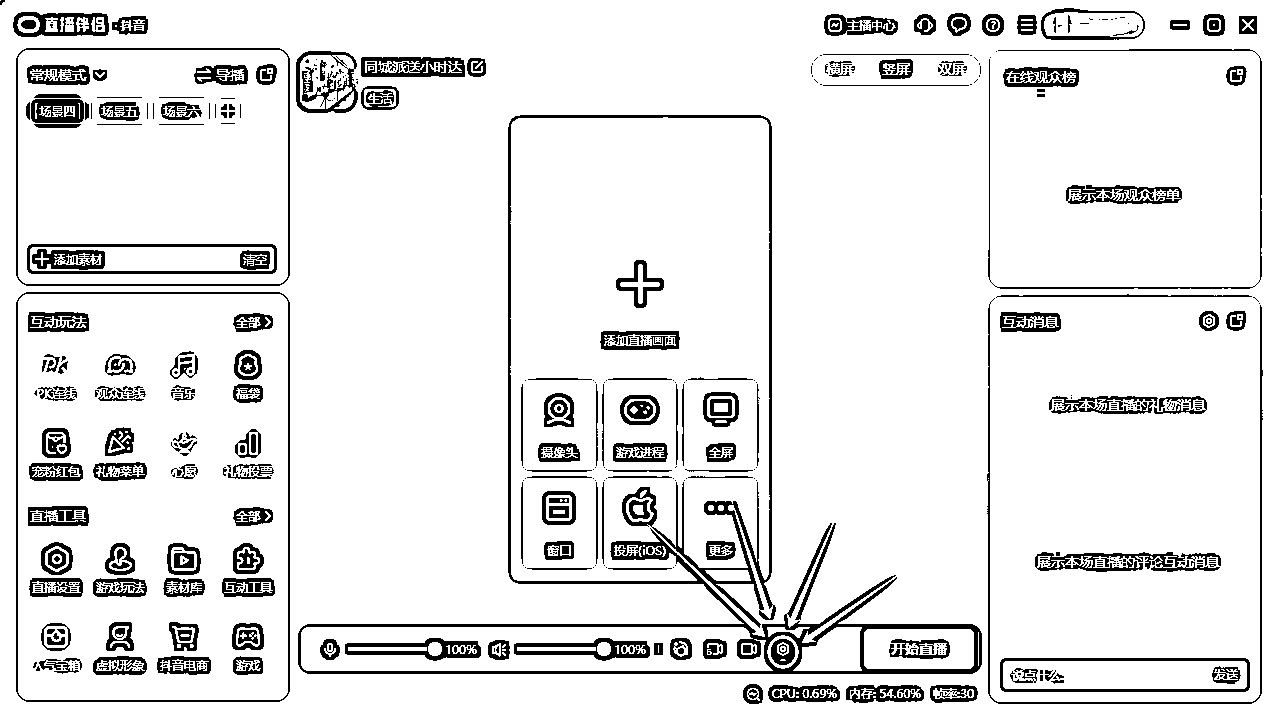 直播伴侣 · 抖音
主播中心
常规模式
导播
场景四 场景五 场景六
添加素材 清空
互动玩法 全部
PK连线 观众连线 音乐 福袋
宠粉红包 礼物菜单 心愿 礼物投票
直播工具 全部
直播设置 游戏玩法 素材库 互动工具
人气宝箱 虚拟形象 抖音电商 游戏
同城派送小时达
生活
横屏 竖屏 双屏
添加直播画面
摄像头 游戏进程 全屏
窗口 投屏(iOS) 更多
100% 100%
开始直播
CPU: 0.69% 内存: 54.60% 帧率:30
在线观众榜
展示本场观众榜单
互动消息
展示本场直播的礼物消息
展示本场直播的评论互动消息
说点什么 发送